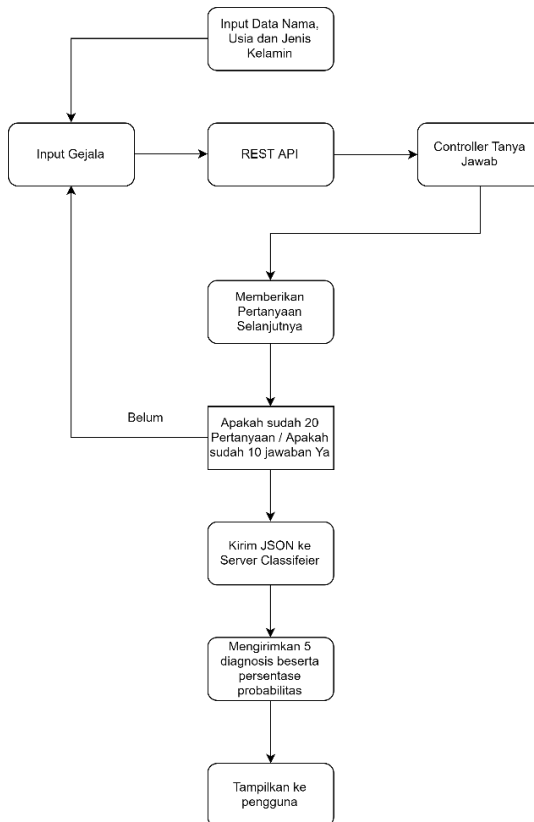 Input Data Nama,
Usia dan Jenis
Kelamin
Input Gejala
REST API
Controller Tanya
Jawab
Memberikan
Pertanyaan
Selanjutnya
Belum
Apakah sudah 20
Pertanyaan / Apakah
sudah 10 jawaban Ya
Kirim JSON ke
Server Classifeier
Mengirimkan 5
diagnosis beserta
persentase
probabilitas
Tampilkan ke
pengguna